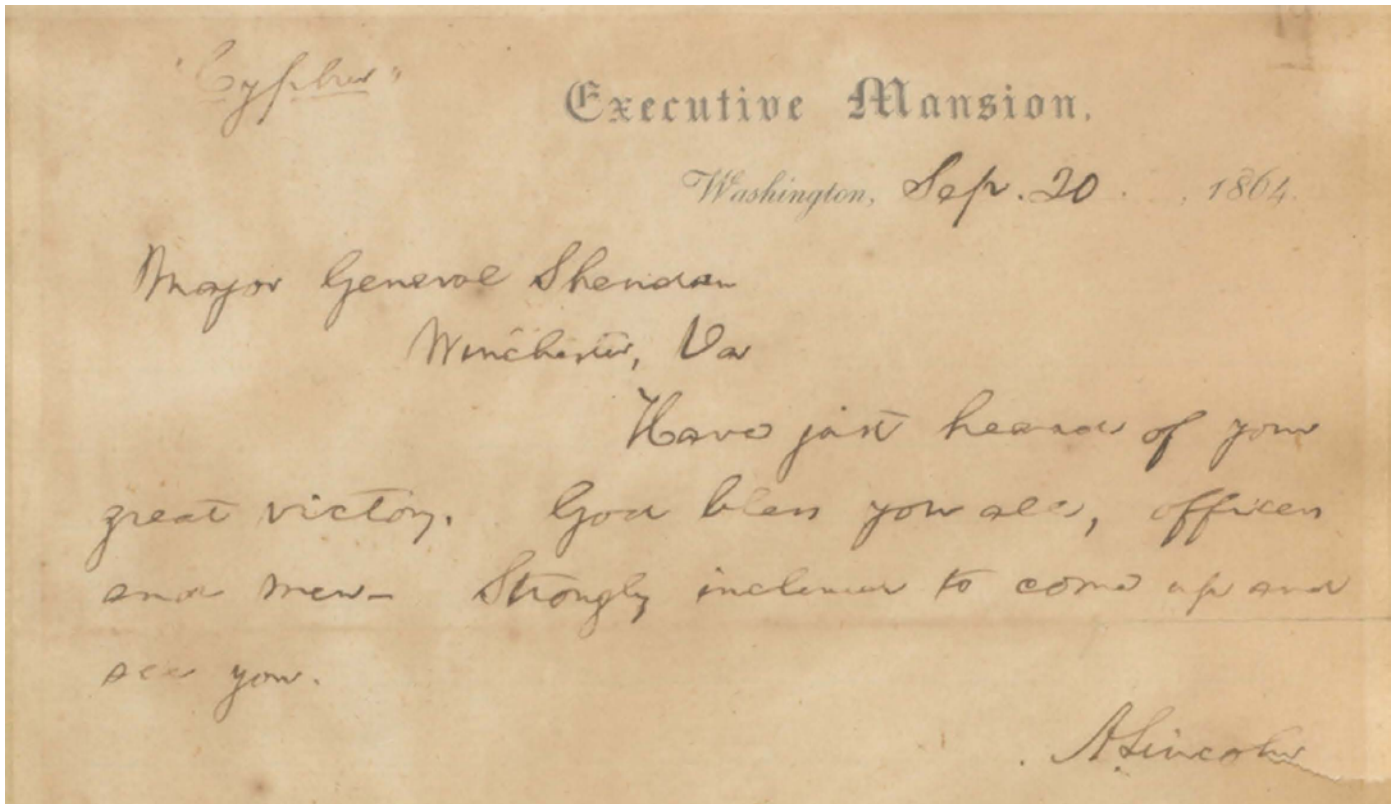 "Cypher"
Executive Mansion,
Washington, Sep. 20. , 1864.
Major General Sheridan
Winchester, Va
Have just heard of your
great victory. God bless you all, officers
and men - Strongly inclined to come up and
see you.
A. Lincoln